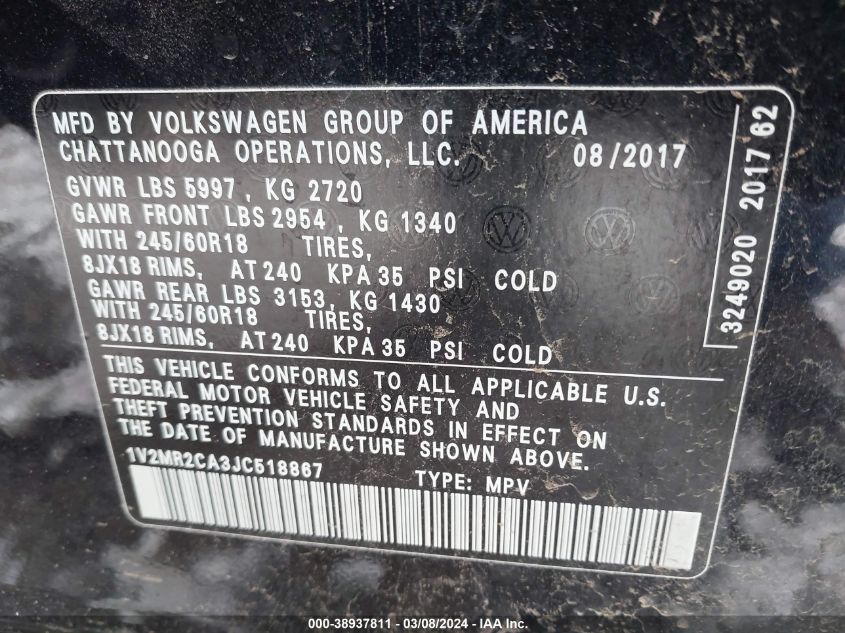 MFD BY VOLKSWAGEN GROUP OF AMERICA
CHATTANOOGA OPERATIONS, LLC. 08/2017
GVWR LBS 5997 , KG 2720
GAWR FRONT LBS 2954 , KG 1340
WITH 245/60R18 TIRES,
8JX18 RIMS, AT 240 KPA 35 PSI COLD
GAWR REAR LBS 3153, KG 1430
WITH 245/60R18 TIRES,
8JX18 RIMS, AT 240 KPA 35 PSI COLD
THIS VEHICLE CONFORMS TO ALL APPLICABLE U.S.
FEDERAL MOTOR VEHICLE SAFETY AND
THEFT PREVENTION STANDARDS IN EFFECT ON
THE DATE OF MANUFACTURE SHOWN ABOVE.
1V2MR2CA3JC518867 TYPE: MPV
3249020 2017 62
000-38937811 - 03/08/2024 - IAA Inc.